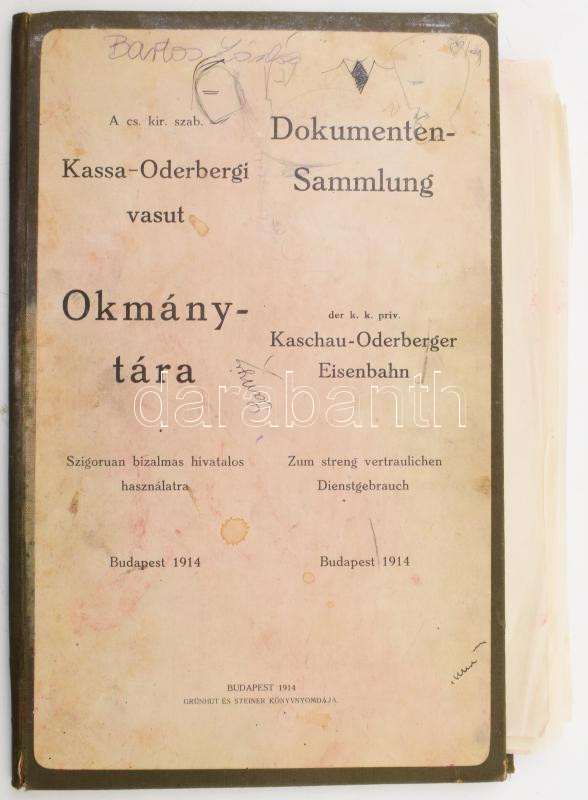 Bartos
A cs. kir. szab.
Kassa-Oderbergi
vasut
Okmány-
tára
Szigoruan bizalmas hivatalos
használatra
Budapest 1914
Dokumenten-
Sammlung
der k. k. priv.
Kaschau-Oderberger
Eisenbahn
Zum streng vertraulichen
Dienstgebrauch
Budapest 1914
darabanth
BUDAPEST 1914
GRÜNHUT ÉS STEINER KÖNYVNYOMDÁJA.